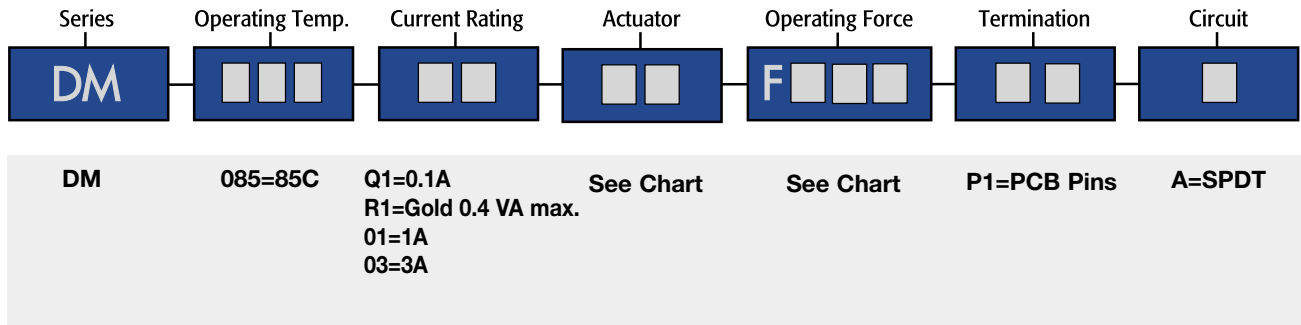 Series Operating Temp. Current Rating Actuator Operating Force Termination Circuit
DM F
DM 085=85C Q1=0.1A See Chart See Chart P1=PCB Pins A=SPDT
R1=Gold 0.4 VA max.
01=1A
03=3A